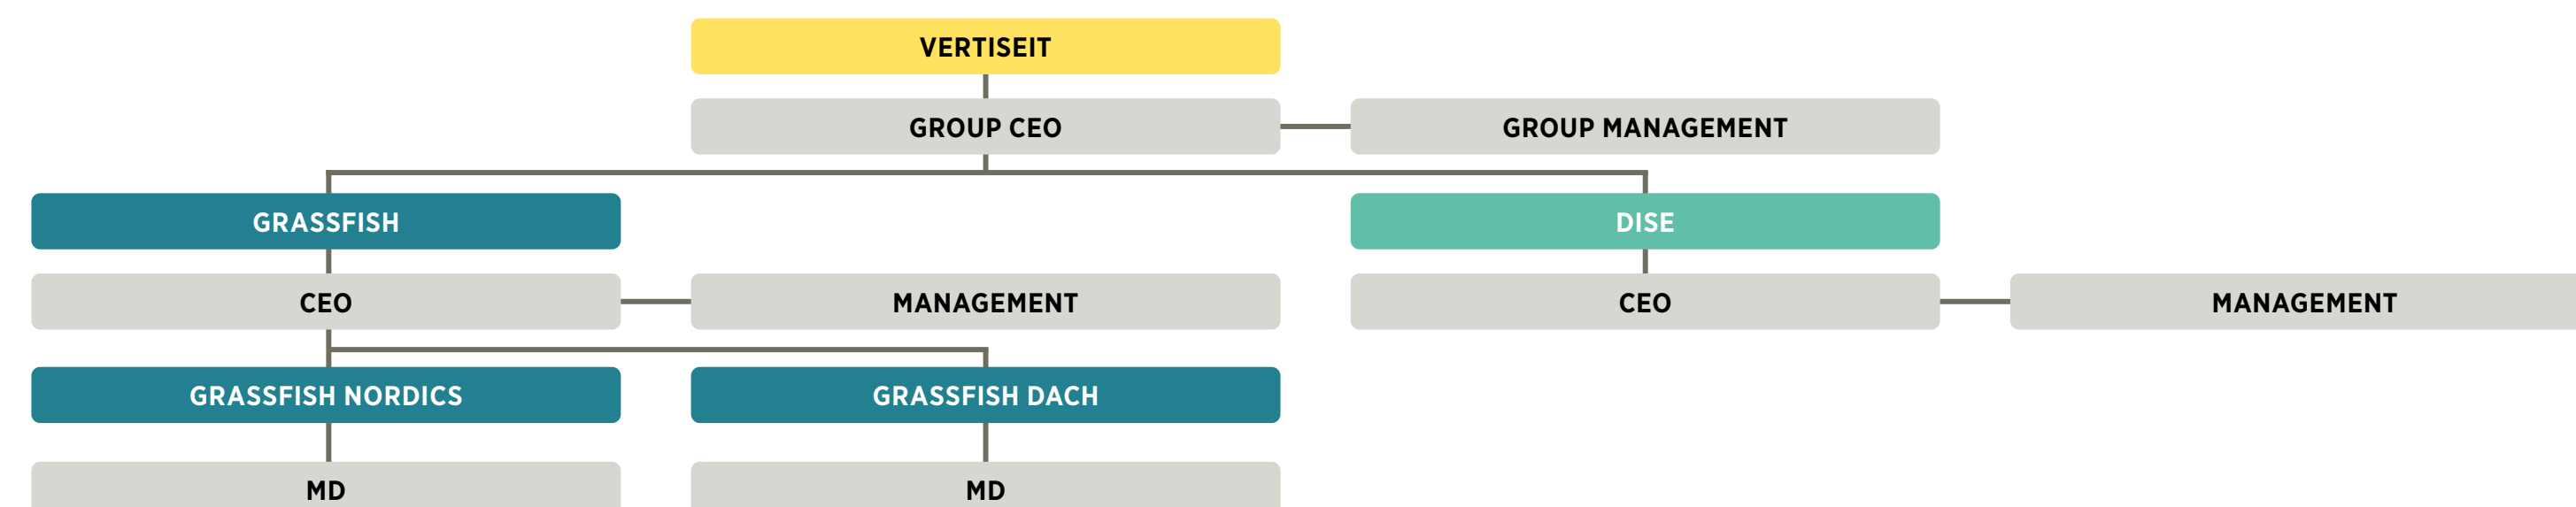 VERTISEIT
GROUP CEO
GROUP MANAGEMENT
GRASSFISH
DISE
CEO
MANAGEMENT
CEO
MANAGEMENT
GRASSFISH NORDICS
GRASSFISH DACH
MD
MD